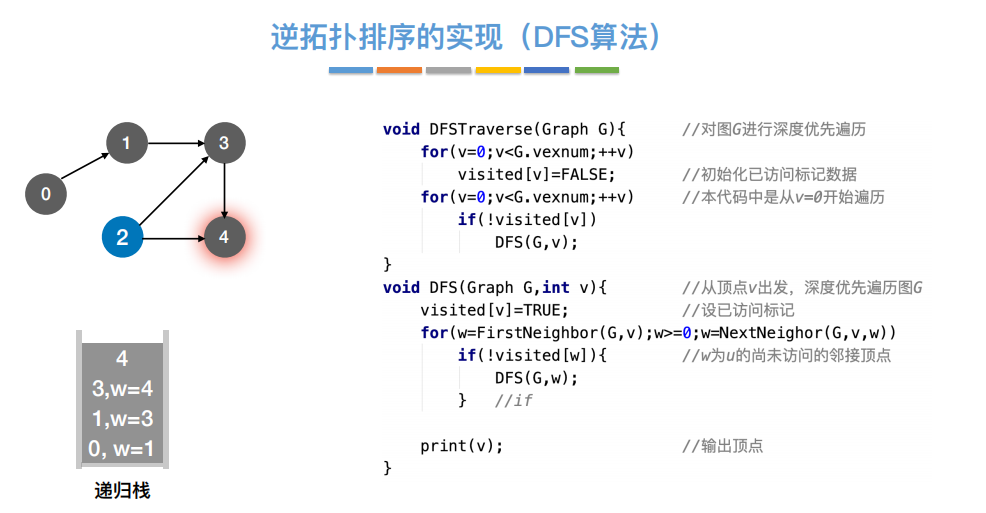 逆拓扑排序的实现（DFS算法）
1
3
0
2
4
4
3,w=4
1,w=3
0, w=1
递归栈
void DFSTraverse(Graph G){ //对图G进行深度优先遍历
for(v=0;v<G.vexnum;++v)
visited[v]=FALSE; //初始化已访问标记数据
for(v=0;v<G.vexnum;++v) //本代码中是从v=0开始遍历
if(!visited[v])
DFS(G,v);
}
void DFS(Graph G,int v){ //从顶点v出发，深度优先遍历图G
visited[v]=TRUE; //设已访问标记
for(w=FirstNeighbor(G,v);w>=0;w=NextNeighor(G,v,w))
if(!visited[w]){ //w为u的尚未访问的邻接顶点
DFS(G,w);
} //if
print(v); //输出顶点
}